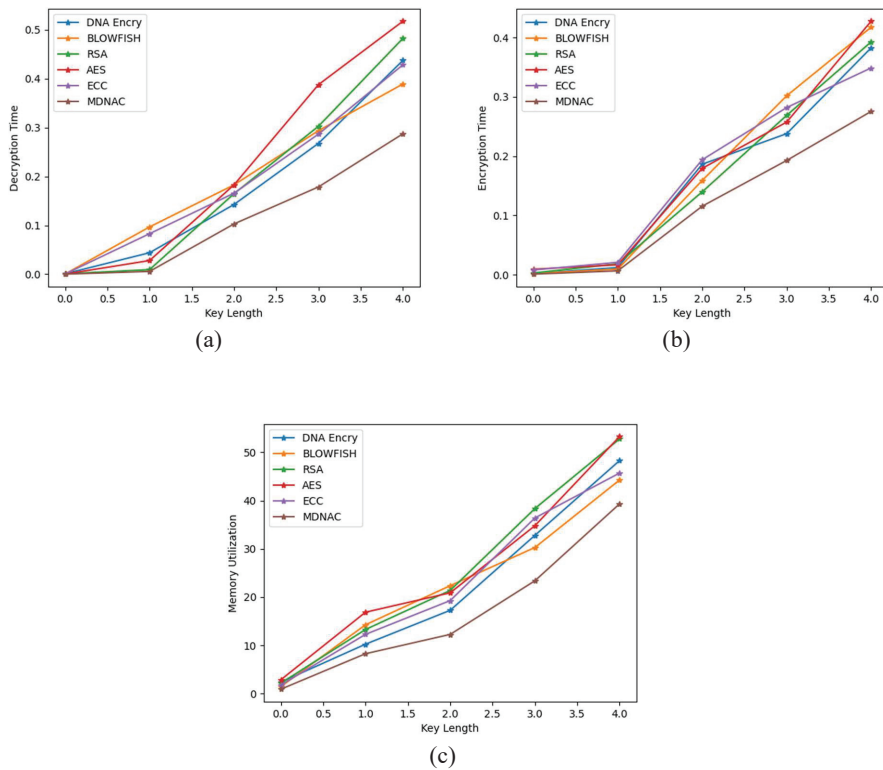 DNA Encry
BLOWFISH
RSA
AES
ECC
MDNAC
Decryption Time
0.5
0.4
0.3
0.2
0.1
0.0
0.0 0.5 1.0 1.5 2.0 2.5 3.0 3.5 4.0
Key Length
(a)
DNA Encry
BLOWFISH
RSA
AES
ECC
MDNAC
Encryption Time
0.4
0.3
0.2
0.1
0.0
0.0 0.5 1.0 1.5 2.0 2.5 3.0 3.5 4.0
Key Length
(b)
DNA Encry
BLOWFISH
RSA
AES
ECC
MDNAC
Memory Utilization
50
40
30
20
10
0
0.0 0.5 1.0 1.5 2.0 2.5 3.0 3.5 4.0
Key Length
(c)